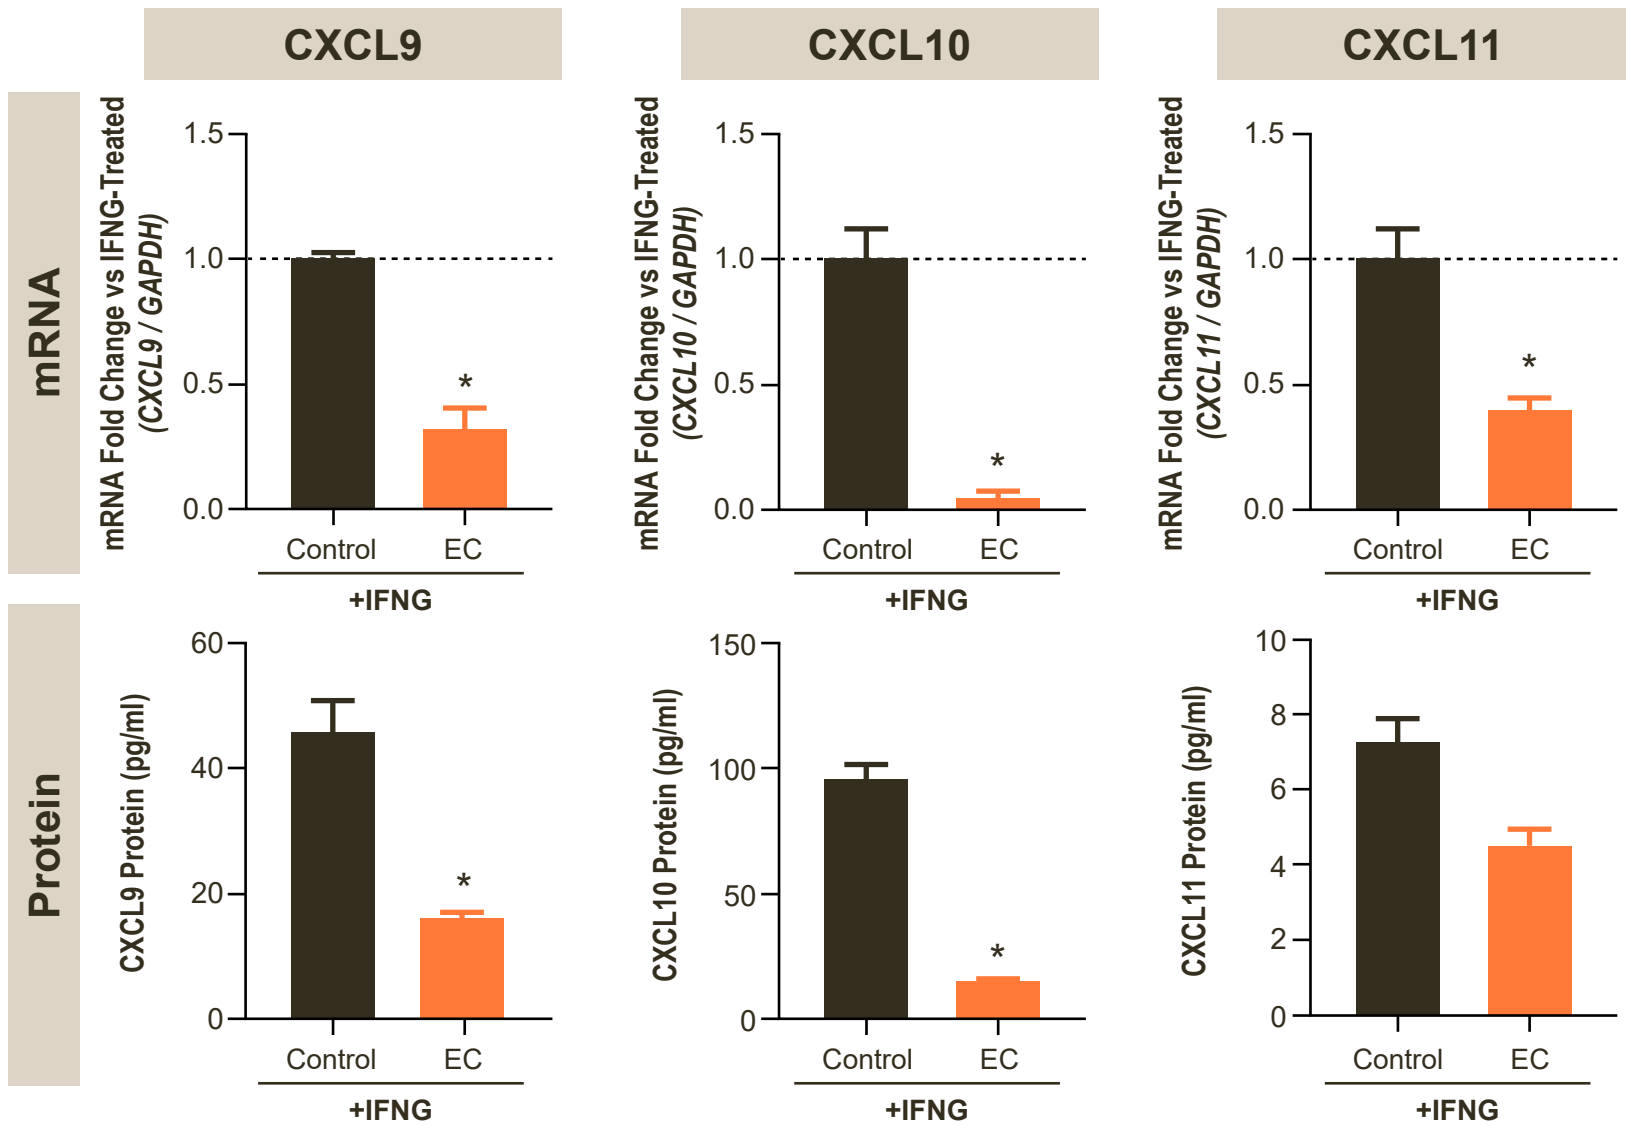 CXCL9
CXCL10
CXCL11
mRNA
mRNA Fold Change vs IFNG-Treated
(CXCL9 / GAPDH)
1.5
1.0
0.5
0.0
*
Control
EC
+IFNG
mRNA Fold Change vs IFNG-Treated
(CXCL10 / GAPDH)
1.5
1.0
0.5
0.0
*
Control
EC
+IFNG
mRNA Fold Change vs IFNG-Treated
(CXCL11 / GAPDH)
1.5
1.0
0.5
0.0
*
Control
EC
+IFNG
Protein
CXCL9 Protein (pg/ml)
60
40
20
0
*
Control
EC
+IFNG
CXCL10 Protein (pg/ml)
150
100
50
0
*
Control
EC
+IFNG
CXCL11 Protein (pg/ml)
10
8
6
4
2
0
Control
EC
+IFNG